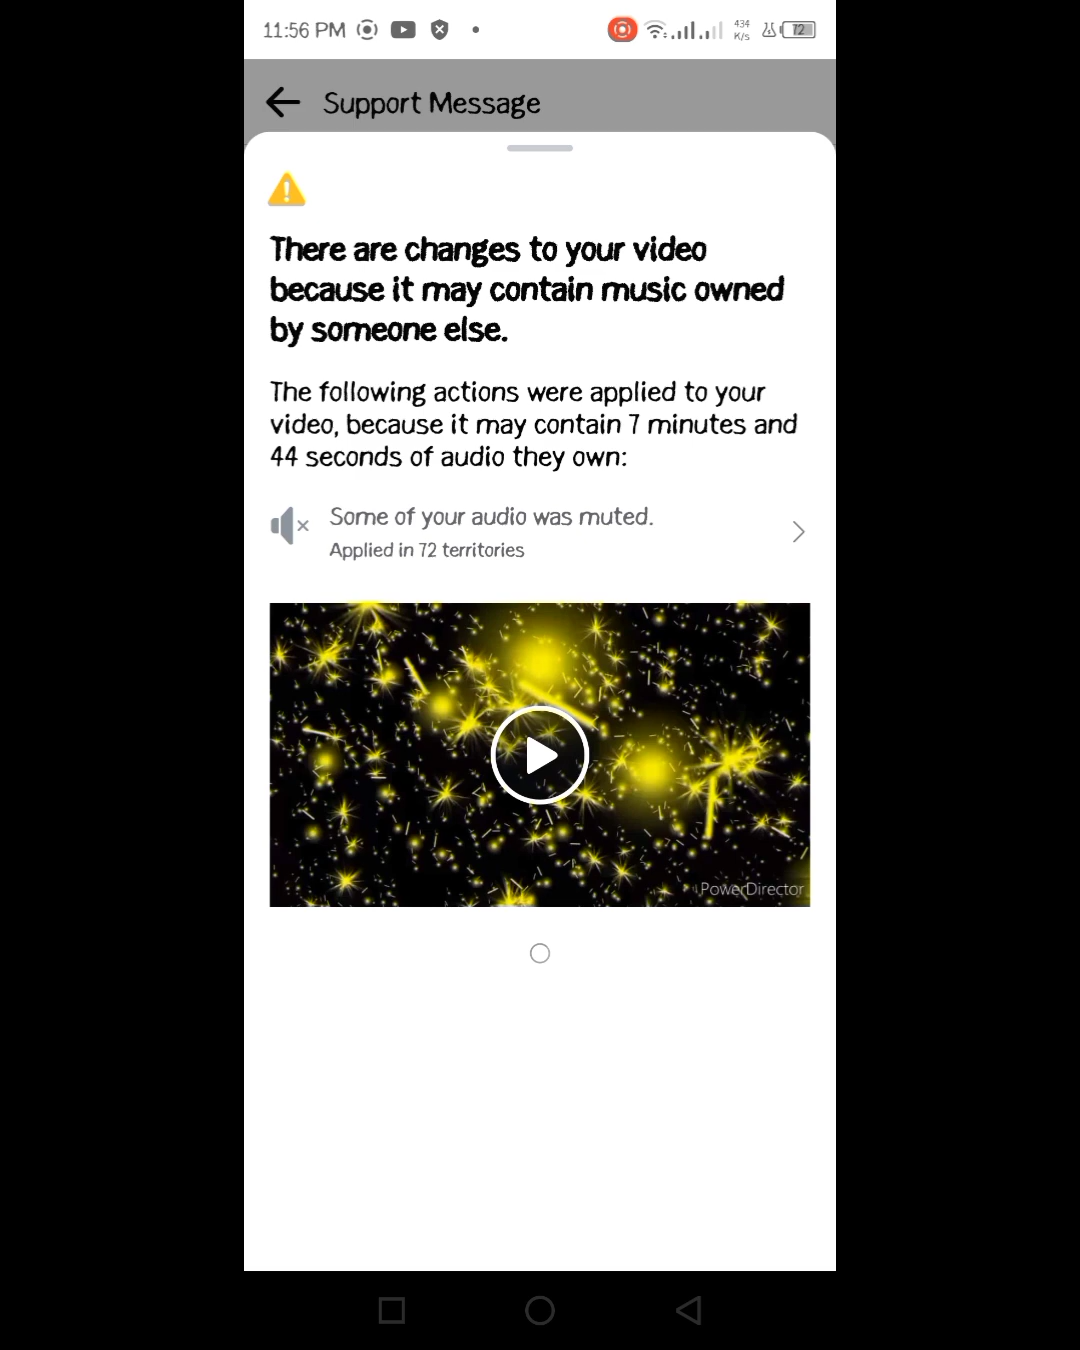 11:56 PM
434
K/s
72
Support Message
There are changes to your video
because it may contain music owned
by someone else.
The following actions were applied to your
video, because it may contain 7 minutes and
44 seconds of audio they own:
Some of your audio was muted.
Applied in 72 territories
PowerDirector